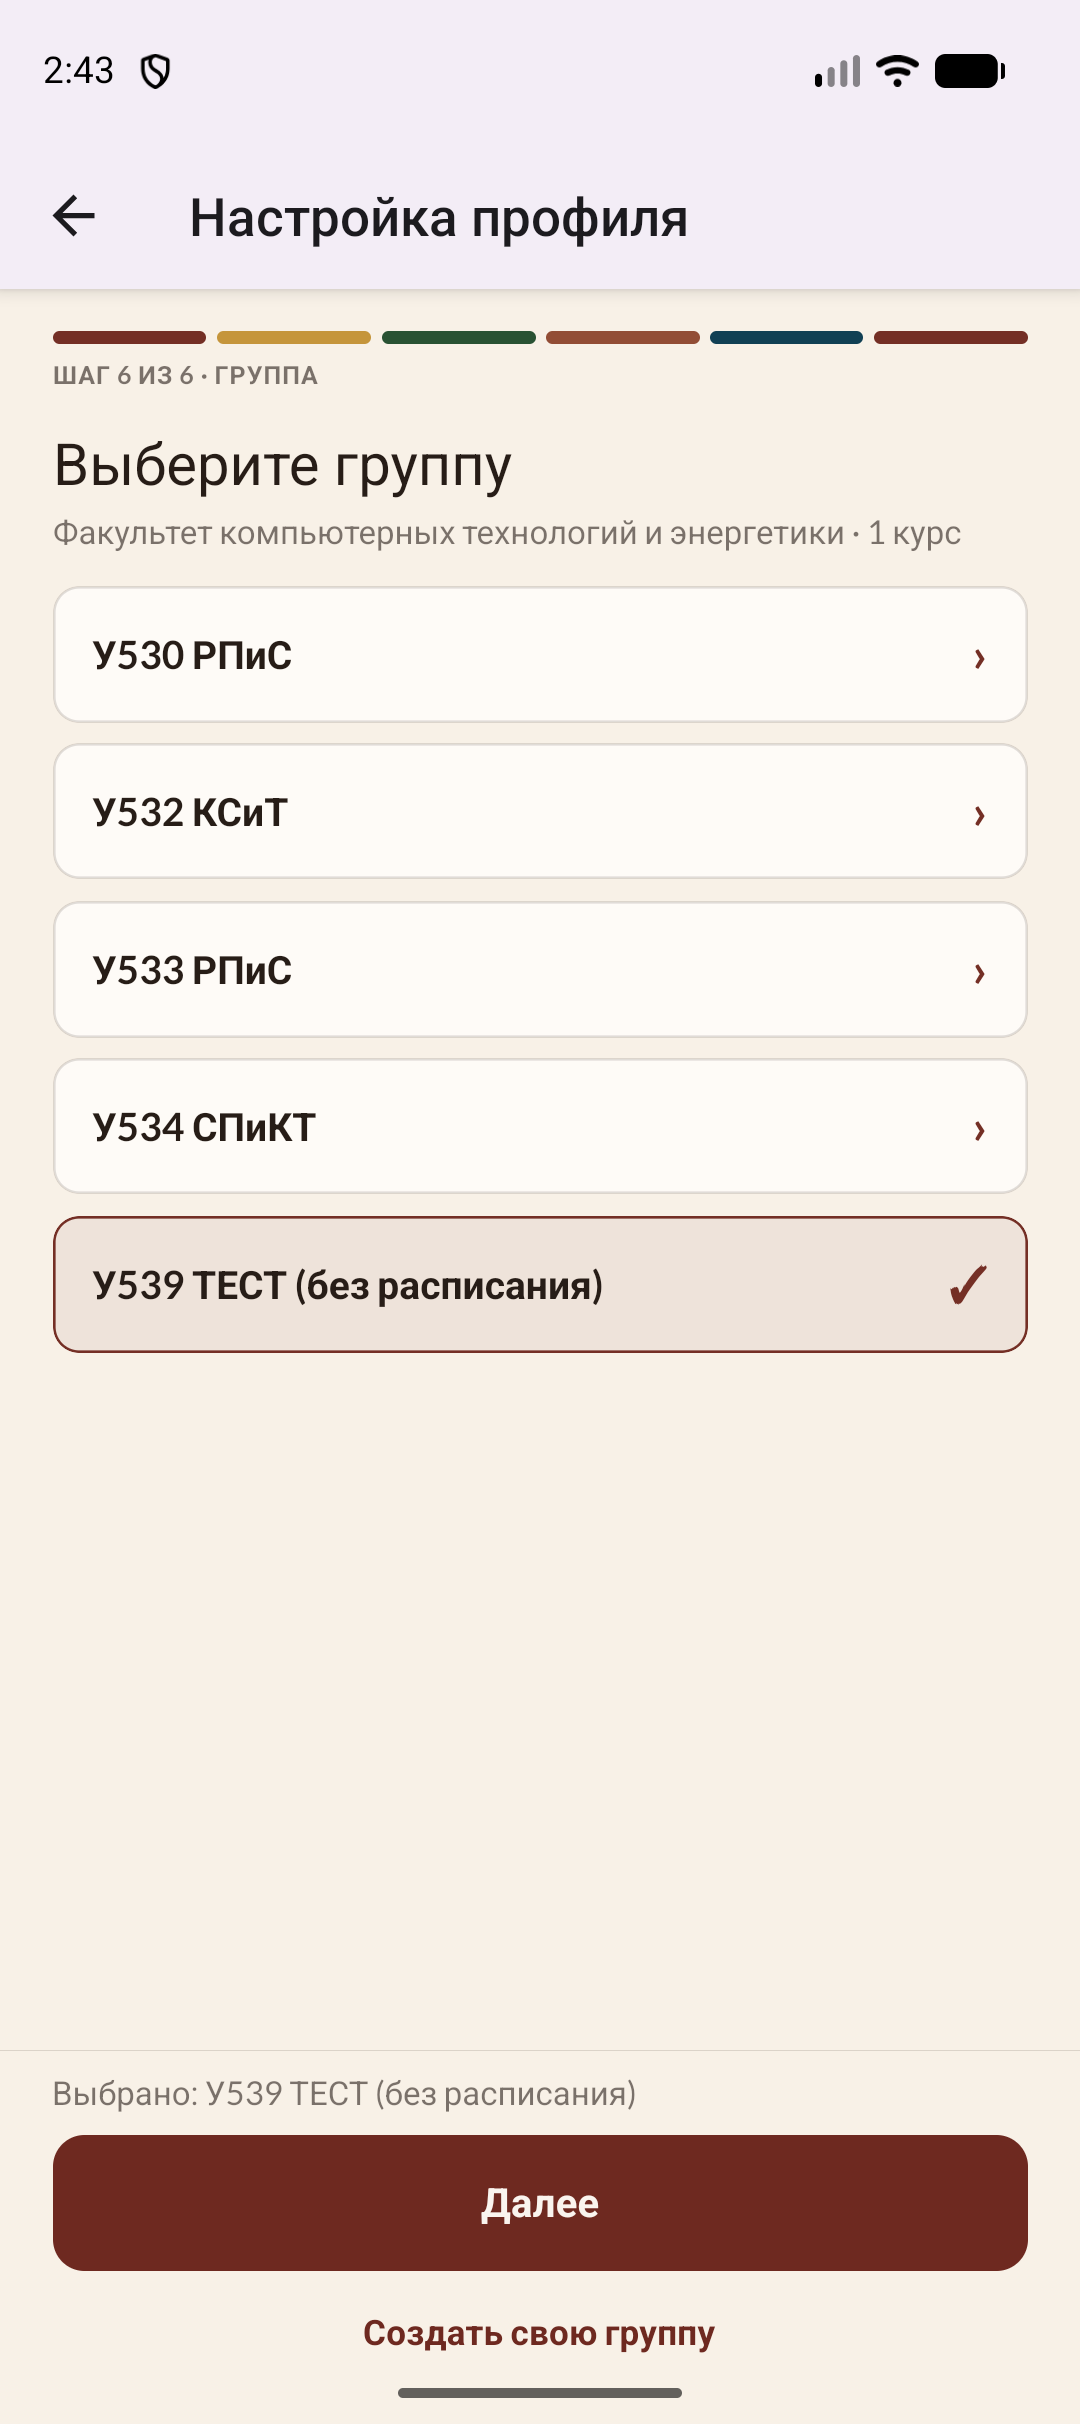 2:43
Настройка профиля
ШАГ 6 ИЗ 6 · ГРУППА
Выберите группу
Факультет компьютерных технологий и энергетики · 1 курс
У530 РПиС
У532 КСиТ
У533 РПиС
У534 СПиКТ
У539 ТЕСТ (без расписания)
Выбрано: У539 ТЕСТ (без расписания)
Далее
Создать свою группу